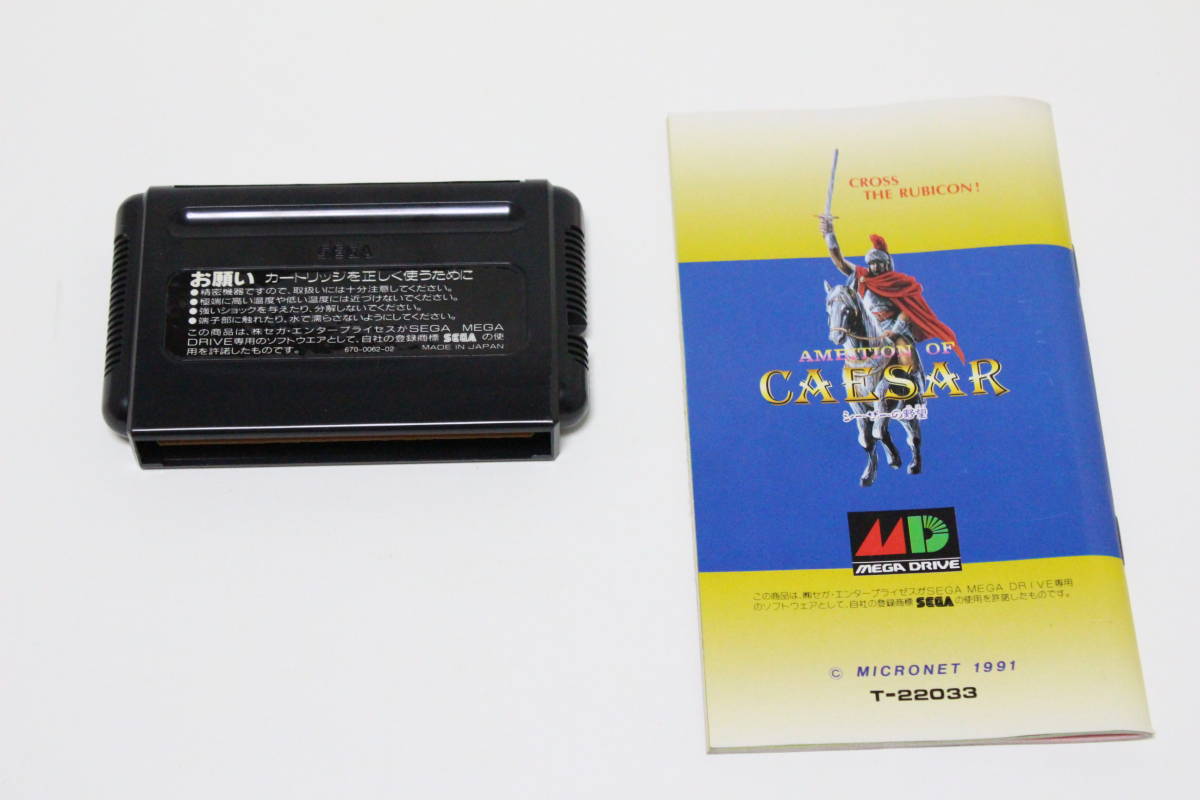 SEGA
お願い カートリッジを正しく使うために
●精密機器ですので、取扱いには十分注意してください。
●極端に高い温度や低い温度には近づけないでください。
●強いショックを与えたり、分解しないでください。
●端子部に触れたり、水で濡らさないようにしてください。
この商品は、㈱セガ・エンタープライゼスがSEGA MEGA
DRIVE専用のソフトウエアとして、自社の登録商標 SEGA の使
用を許諾したものです。
670-0062-02
MADE IN JAPAN
CROSS
THE RUBICON!
AMBITION OF
CAESAR
シーザーの野望
MD
MEGA DRIVE
この商品は、㈱セガ・エンタープライゼスがSEGA MEGA DRIVE専用
のソフトウエアとして、自社の登録商標 SEGA の使用を許諾したものです。
© MICRONET 1991
T-22033